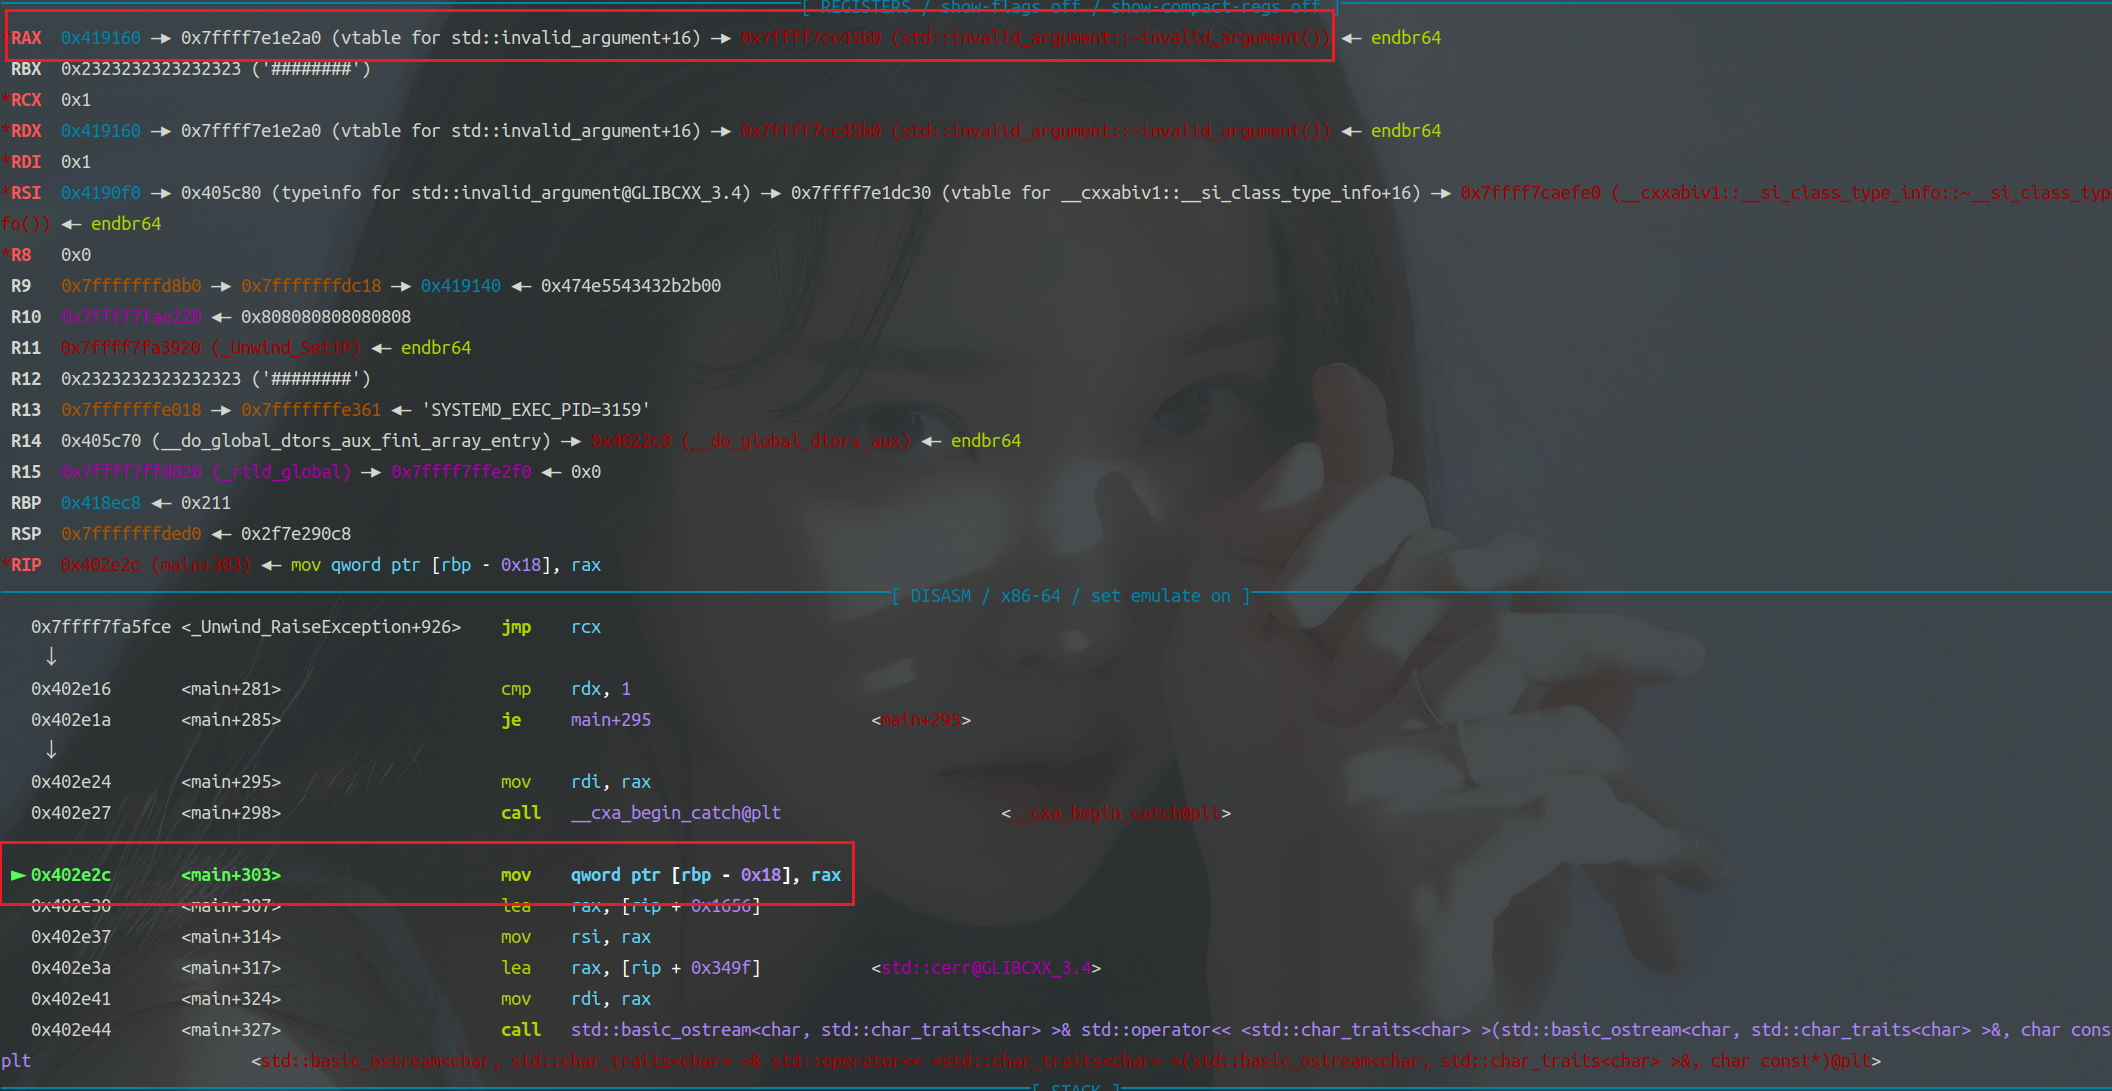 [ REGISTERS / show-flags off / show-compact-regs off ]
*RAX  0x419160 —▸ 0x7ffff7e1e2a0 (vtable for std::invalid_argument+16) —▸ 0x7ffff7cc45b0 (std::invalid_argument::~invalid_argument()) ◂— endbr64
RBX  0x2323232323232323 ('########')
*RCX  0x1
*RDX  0x419160 —▸ 0x7ffff7e1e2a0 (vtable for std::invalid_argument+16) —▸ 0x7ffff7cc45b0 (std::invalid_argument::~invalid_argument()) ◂— endbr64
*RDI  0x1
*RSI  0x4190f0 —▸ 0x405c80 (typeinfo for std::invalid_argument@GLIBCXX_3.4) —▸ 0x7ffff7e1dc30 (vtable for __cxxabiv1::__si_class_type_info+16) —▸ 0x7ffff7caefe0 (__cxxabiv1::__si_class_type_info::~__si_class_typ
fo()) ◂— endbr64
*R8   0x0
R9   0x7fffffffd8b0 —▸ 0x7fffffffdc18 —▸ 0x419140 ◂— 0x474e5543432b2b00
R10  0x7ffff7fae220 ◂— 0x808080808080808
R11  0x7ffff7fa3920 (_Unwind_SetIP) ◂— endbr64
R12  0x2323232323232323 ('########')
R13  0x7fffffffe018 —▸ 0x7fffffffe361 ◂— 'SYSTEMD_EXEC_PID=3159'
R14  0x405c70 (__do_global_dtors_aux_fini_array_entry) —▸ 0x4022c0 (__do_global_dtors_aux) ◂— endbr64
R15  0x7ffff7ffd020 (_rtld_global) —▸ 0x7ffff7ffe2f0 ◂— 0x0
RBP  0x418ec8 ◂— 0x211
RSP  0x7fffffffded0 ◂— 0x2f7e290c8
*RIP  0x402e2c (main+303) ◂— mov qword ptr [rbp - 0x18], rax
[ DISASM / x86-64 / set emulate on ]
0x7ffff7fa5fce <_Unwind_RaiseException+926>    jmp    rcx
↓
0x402e16       <main+281>                      cmp    rdx, 1
0x402e1a       <main+285>                      je     main+295                      <main+295>
↓
0x402e24       <main+295>                      mov    rdi, rax
0x402e27       <main+298>                      call   __cxa_begin_catch@plt                      <__cxa_begin_catch@plt>
► 0x402e2c       <main+303>                      mov    qword ptr [rbp - 0x18], rax
0x402e30       <main+307>                      lea    rax, [rip + 0x1656]
0x402e37       <main+314>                      mov    rsi, rax
0x402e3a       <main+317>                      lea    rax, [rip + 0x349f]           <std::cerr@GLIBCXX_3.4>
0x402e41       <main+324>                      mov    rdi, rax
0x402e44       <main+327>                      call   std::basic_ostream<char, std::char_traits<char> >& std::operator<< <std::char_traits<char> >(std::basic_ostream<char, std::char_traits<char> >&, char cons
plt                      <std::basic_ostream<char, std::char_traits<char> >& std::operator<< <std::char_traits<char> >(std::basic_ostream<char, std::char_traits<char> >&, char const*)@plt>
[ STACK ]